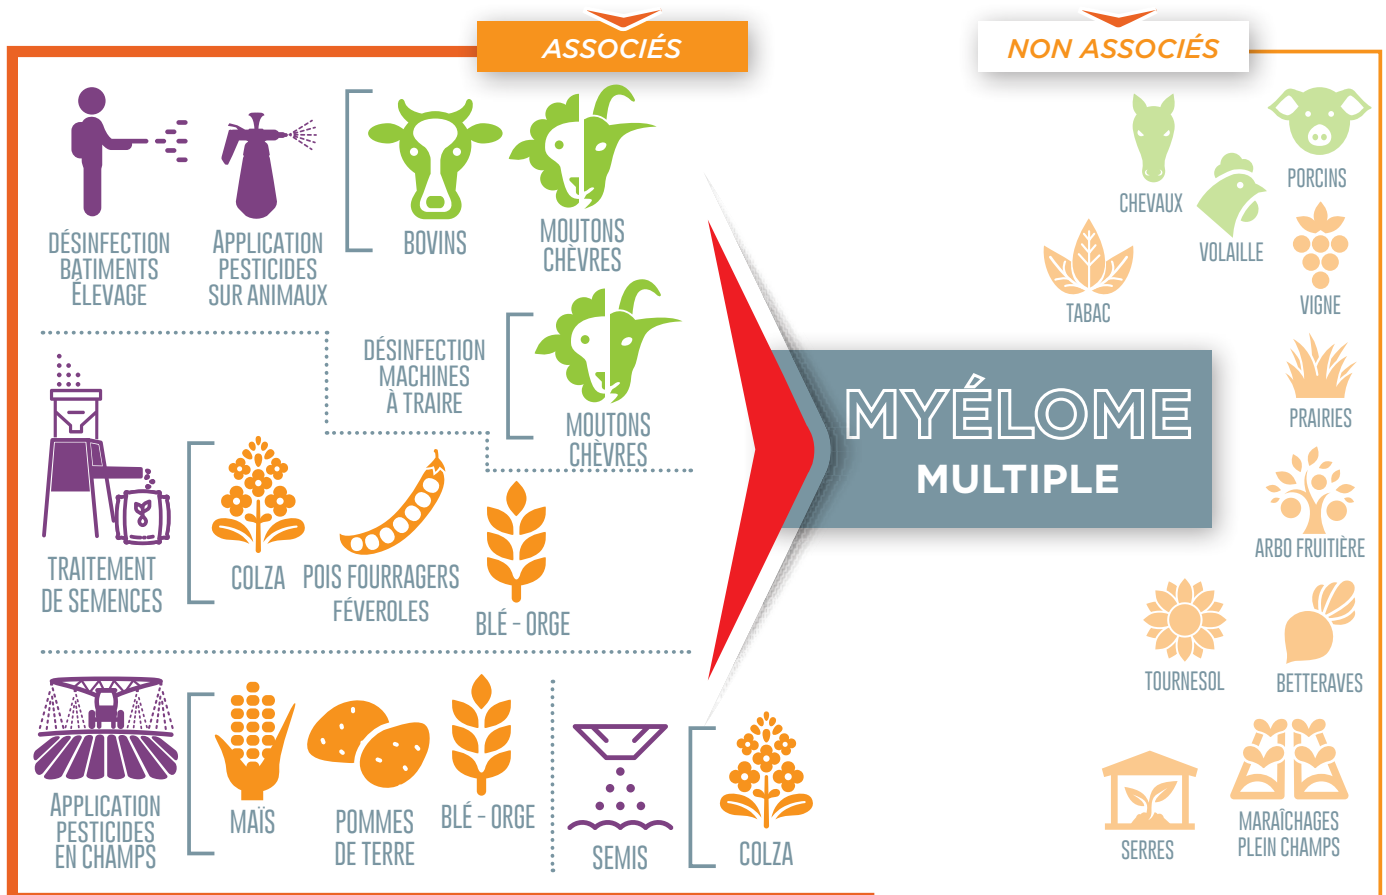 ASSOCIÉS
NON ASSOCIÉS
DÉSINFECTION
BATIMENTS
ÉLEVAGE
APPLICATION
PESTICIDES
SUR ANIMAUX
BOVINS
MOUTONS
CHÈVRES
DÉSINFECTION
MACHINES
À TRAIRE
MOUTONS
CHÈVRES
TRAITEMENT
DE SEMENCES
COLZA
POIS FOURRAGERS
FÉVEROLES
BLÉ – ORGE
APPLICATION
PESTICIDES
EN CHAMPS
MAÏS
POMMES
DE TERRE
BLÉ – ORGE
SEMIS
COLZA
MYÉLOME
MULTIPLE
CHEVAUX
PORCINS
VOLAILLE
TABAC
VIGNE
PRAIRIES
ARBO FRUITIÈRE
TOURNESOL
BETTERAVES
SERRES
MARAÎCHAGES
PLEIN CHAMPS